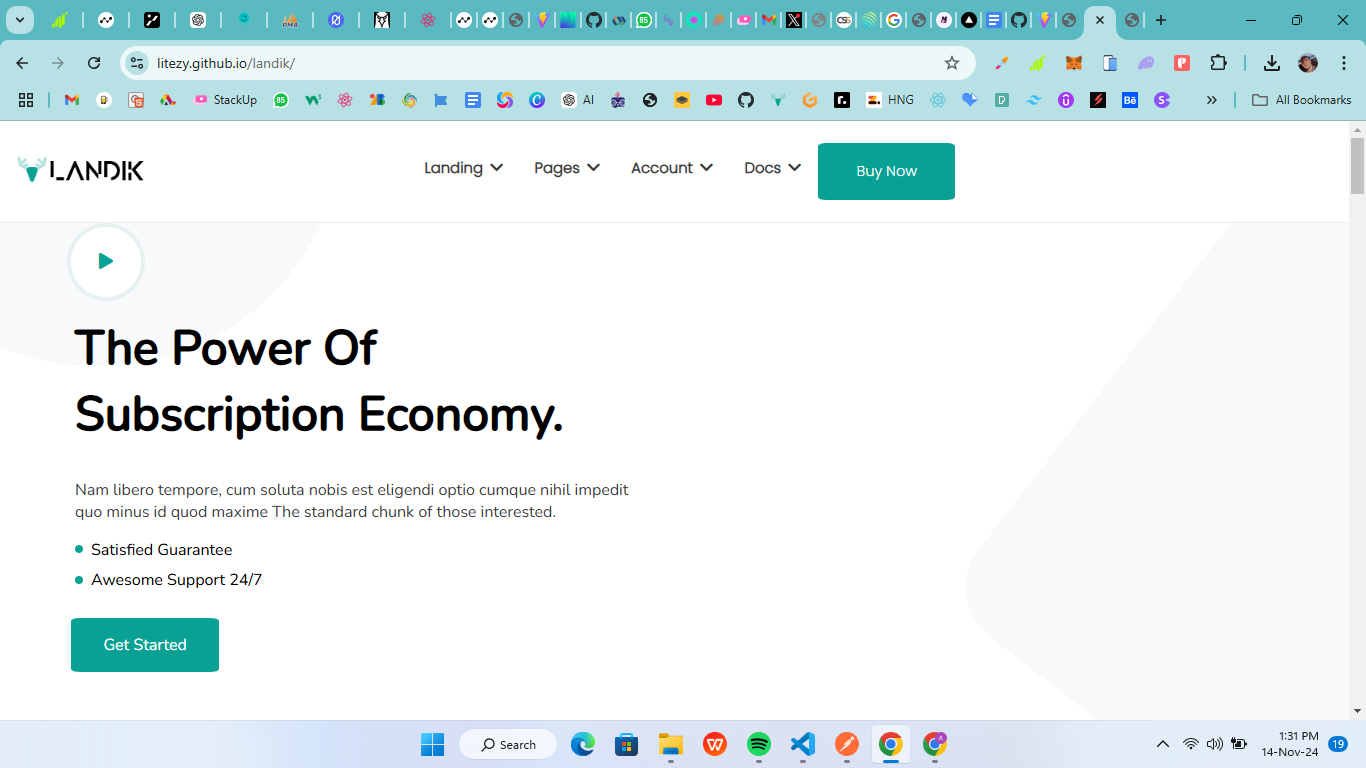 85
CSS
litezy.github.io/landik/
StackUp
AI
HNG
All Bookmarks
LANDIK
Landing
Pages
Account
Docs
Buy Now
The Power Of
Subscription Economy.
Nam libero tempore, cum soluta nobis est eligendi optio cumque nihil impedit
quo minus id quod maxime The standard chunk of those interested.
Satisfied Guarantee
Awesome Support 24/7
Get Started
Search
1:31 PM
14-Nov-24
19